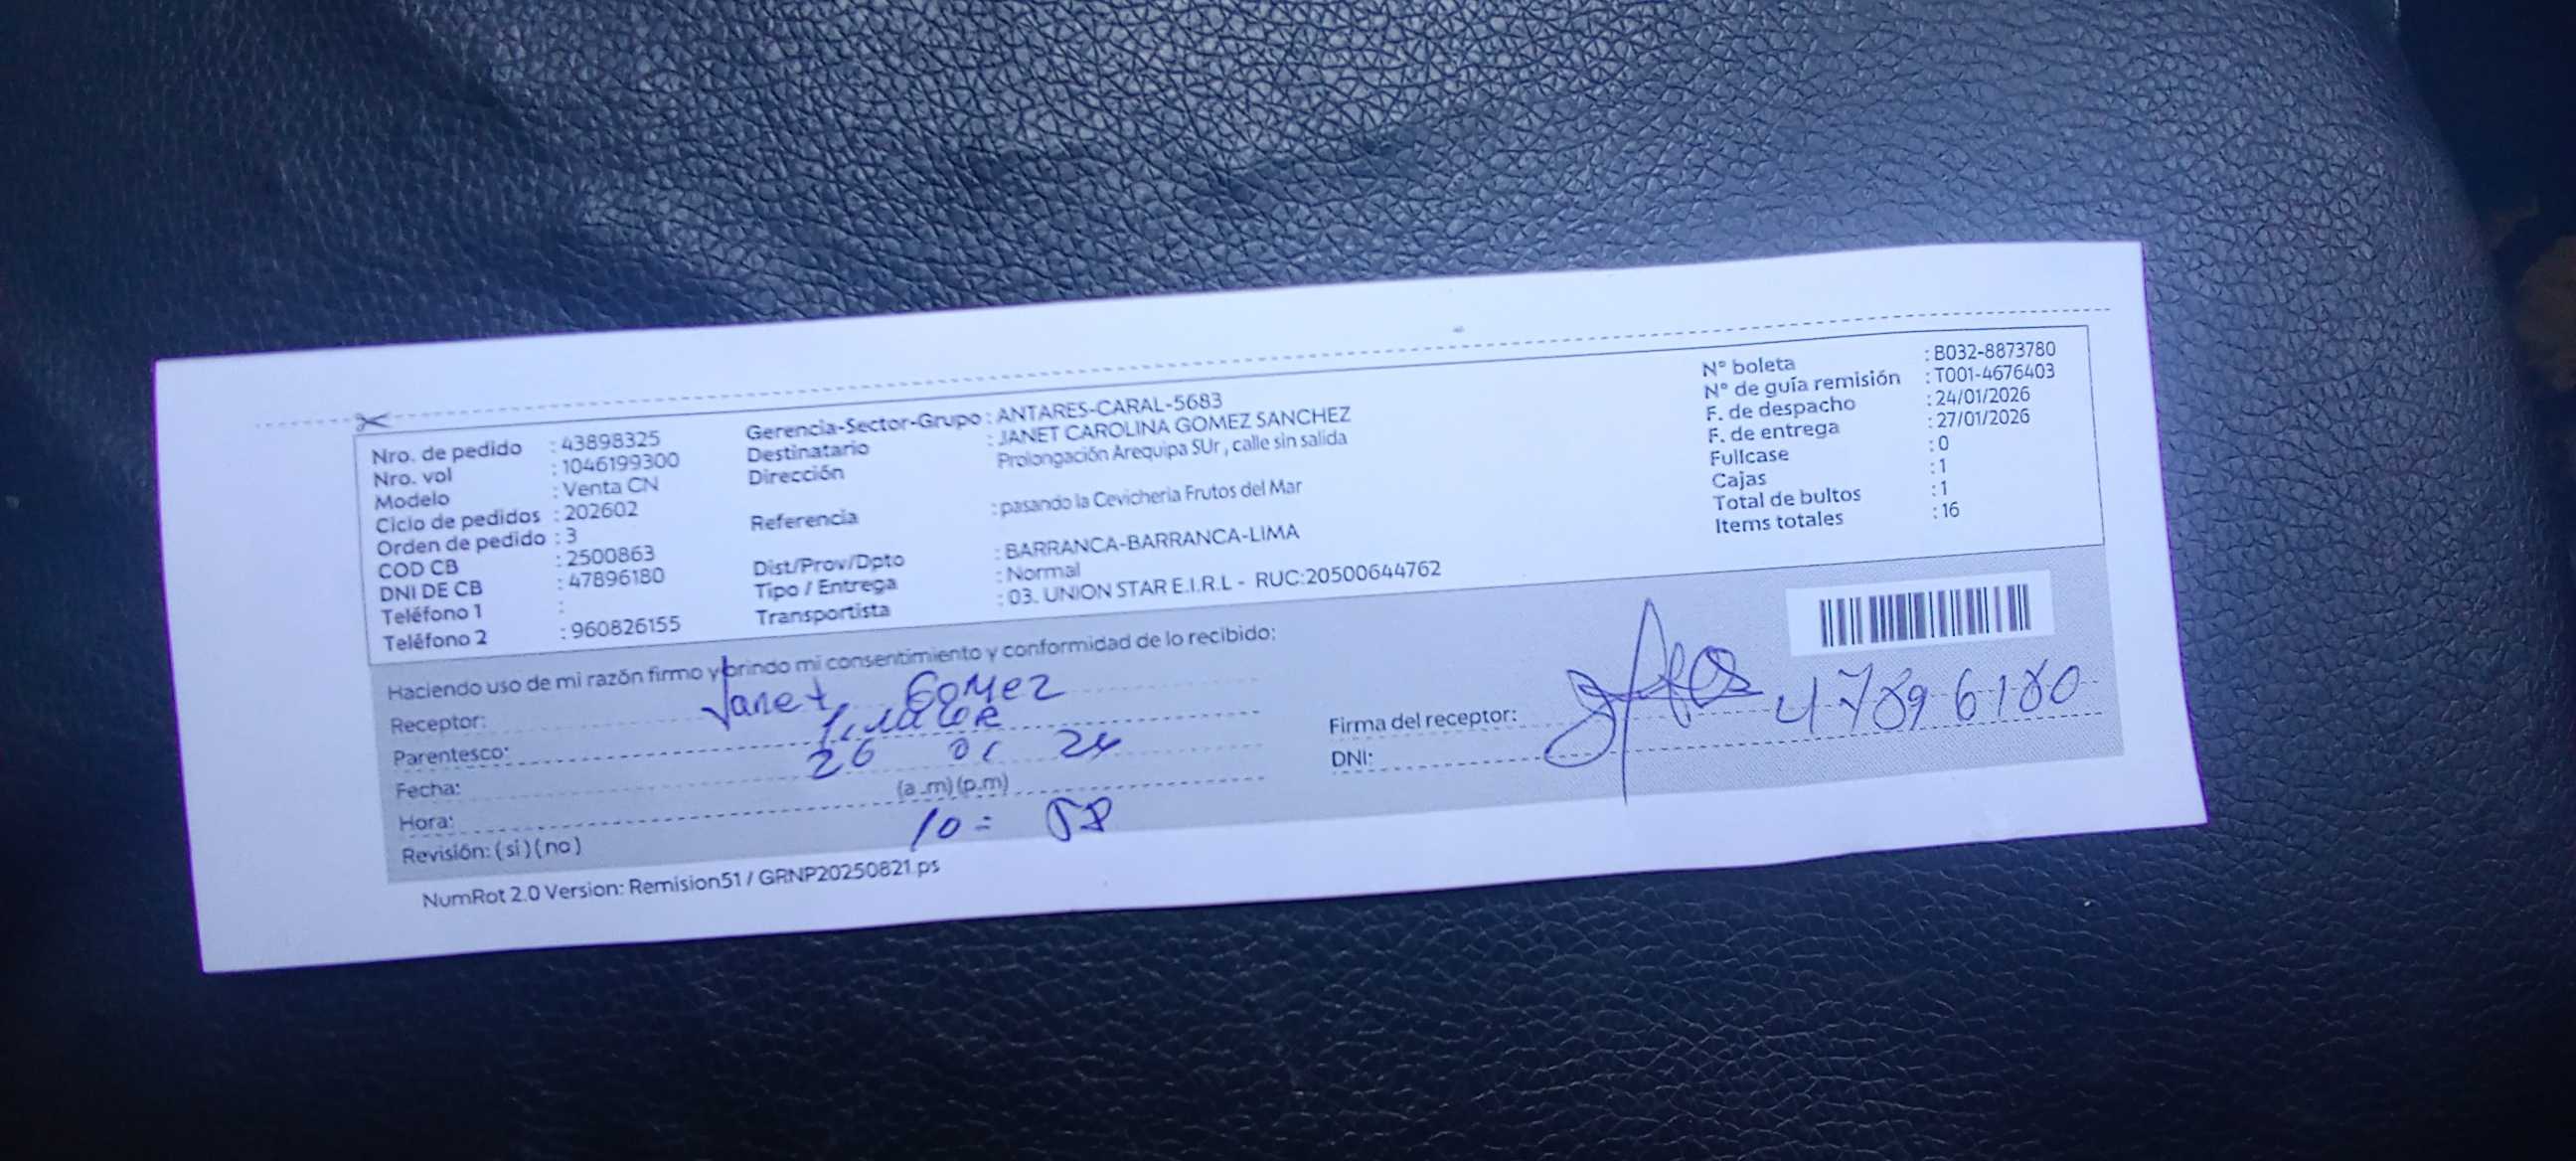 Nro. de pedido : 43898325
Nro. vol : 1046199300
Modelo : Venta CN
Ciclo de pedidos : 202602
Orden de pedido : 3
COD CB : 2500863
DNI DE CB : 47896180
Teléfono 1 :
Teléfono 2 : 960826155
Gerencia-Sector-Grupo : ANTARES-CARAL-5683
Destinatario : JANET CAROLINA GOMEZ SANCHEZ
Dirección Prolongación Arequipa SUr , calle sin salida
Referencia : pasando la Cevicheria Frutos del Mar
Dist/Prov/Dpto : BARRANCA-BARRANCA-LIMA
Tipo / Entrega : Normal
Transportista : 03. UNION STAR E.I.R.L - RUC:20500644762
N° boleta : B032-8873780
N° de guía remisión : T001-4676403
F. de despacho : 24/01/2026
F. de entrega : 27/01/2026
Fullcase : 0
Cajas : 1
Total de bultos : 1
Items totales : 16
Haciendo uso de mi razón firmo y brindo mi consentimiento y conformidad de lo recibido:
Receptor: Janet Gomez
Parentesco:
Fecha: 26
Hora: (a .m) (p.m)
10 =
Revisión: (si) (no)
Firma del receptor:
DNI: 47896180
NumRot 2.0 Version: Remision51 / GRNP20250821.ps